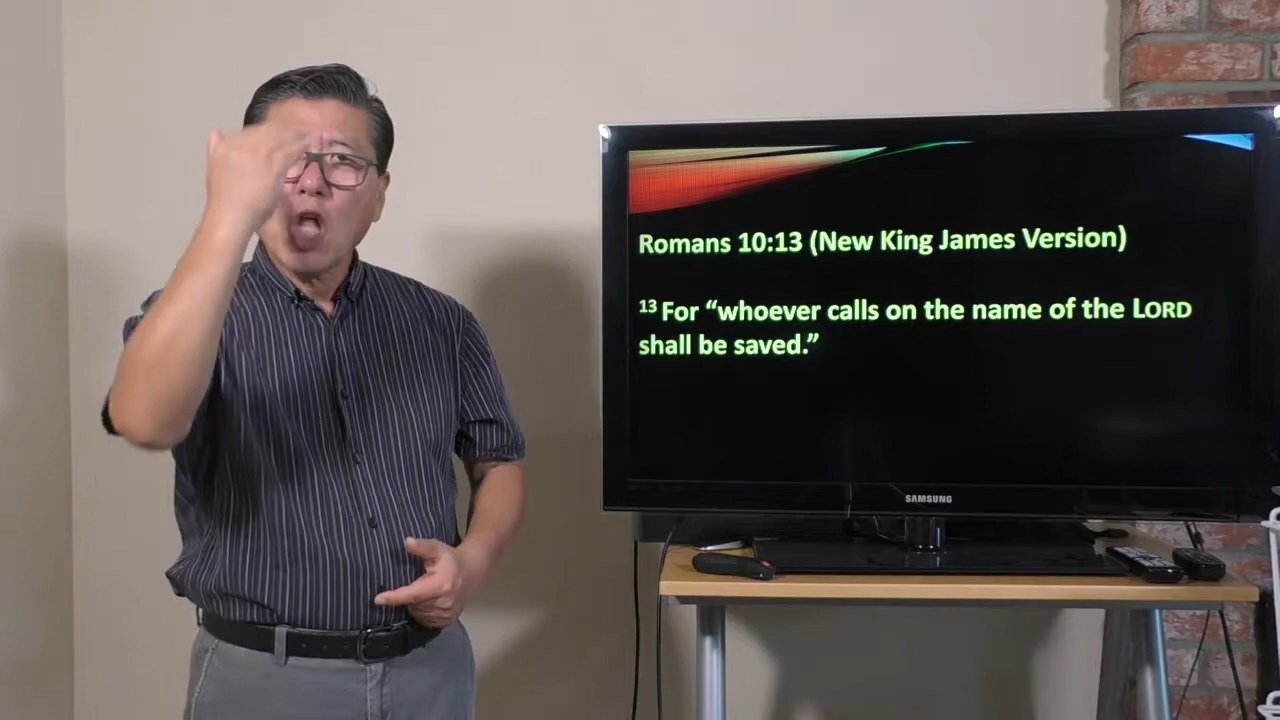 Romans 10:13 (New King James Version)
13 For “whoever calls on the name of the LORD
shall be saved.”
SAMSUNG